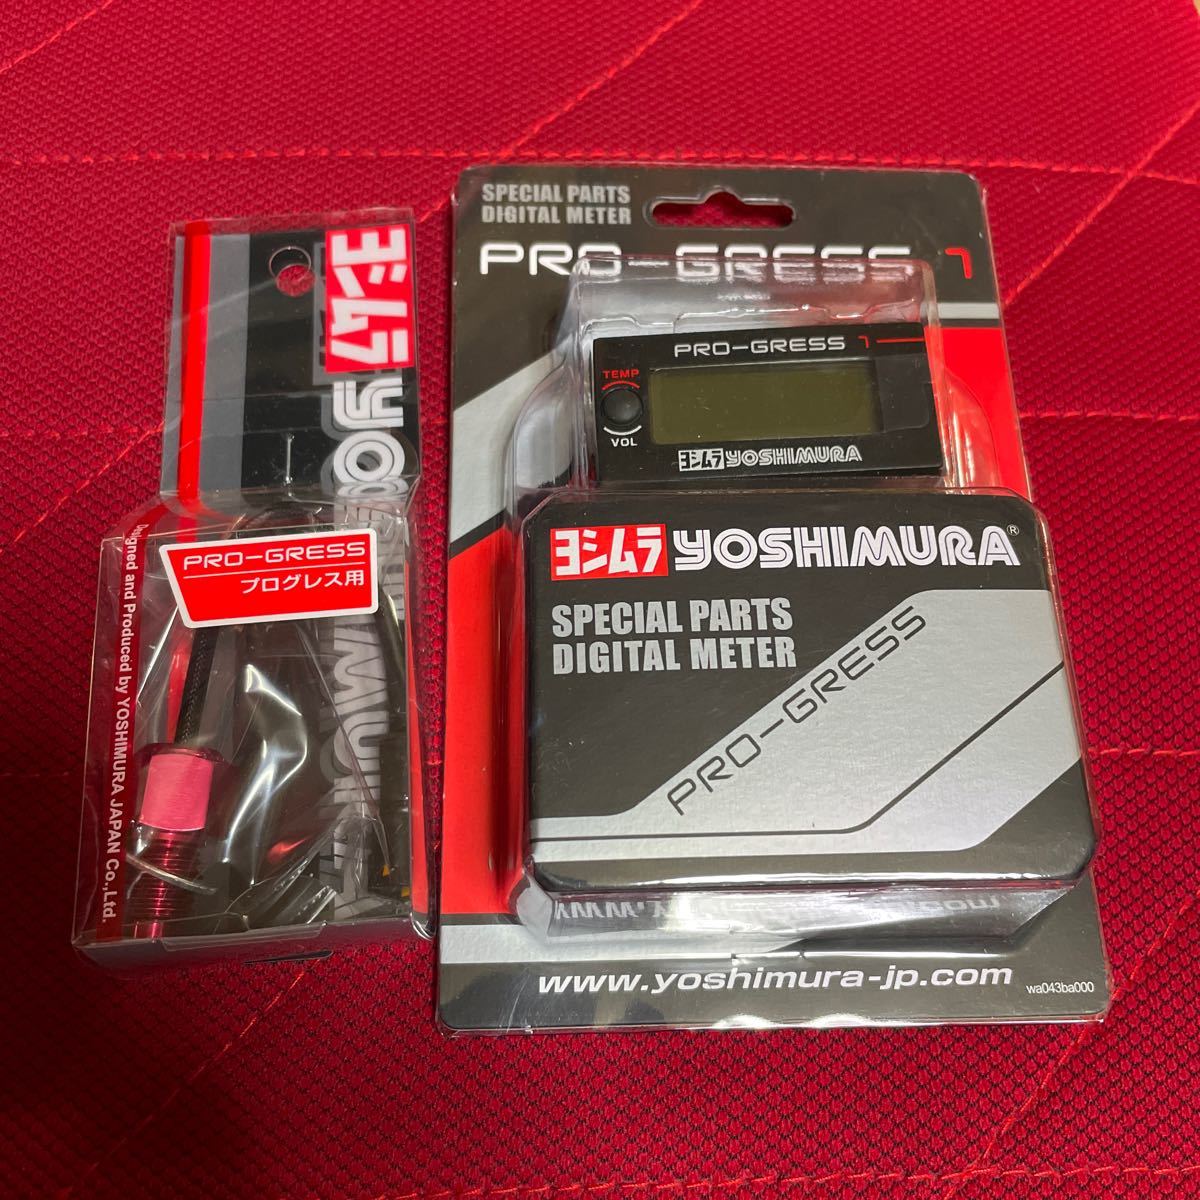 ヨシムラ
YO
PRO-GRESS
プログレス用
Designed and Produced by YOSHIMURA JAPAN Co.,Ltd.
SPECIAL PARTS
DIGITAL METER
PRO-GRESS 1
PRO-GRESS 1
TEMP
VOL
ヨシムラ YOSHIMURA
ヨシムラ YOSHIMURA®
SPECIAL PARTS
DIGITAL METER
PRO-GRESS
www.yoshimura-jp.com
wa043ba000